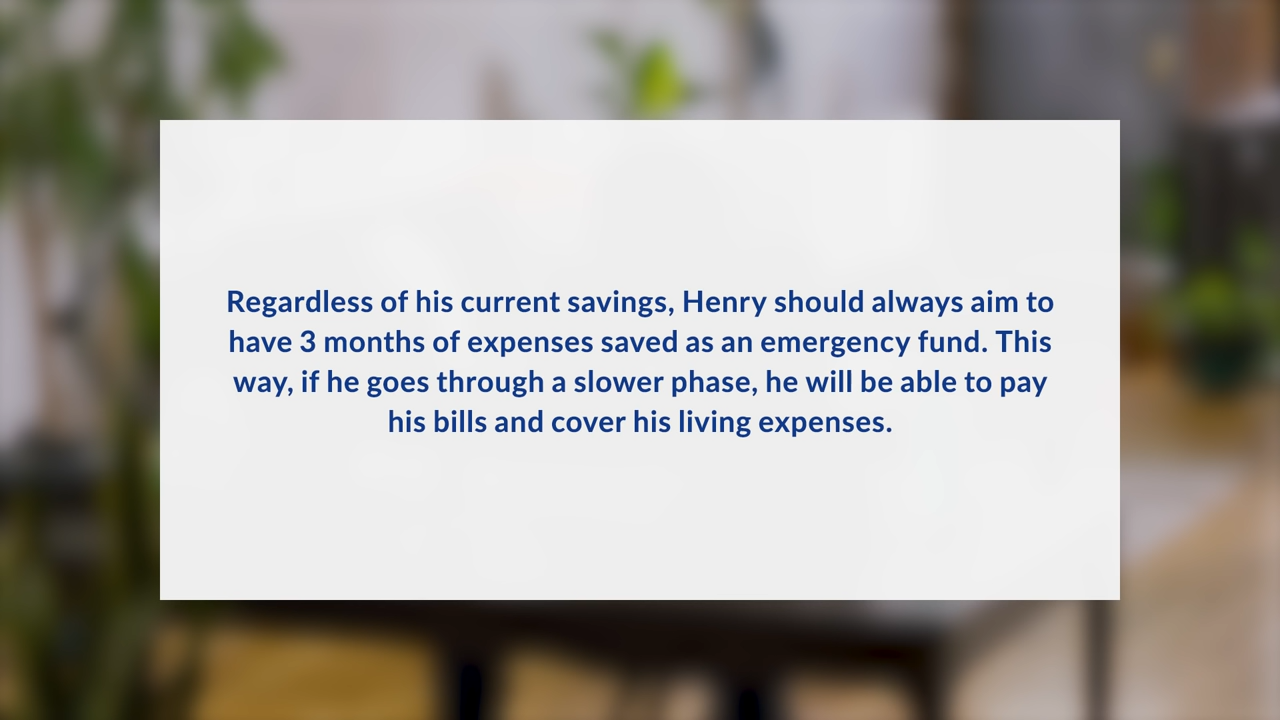 Regardless of his current savings, Henry should always aim to
have 3 months of expenses saved as an emergency fund. This
way, if he goes through a slower phase, he will be able to pay
his bills and cover his living expenses.